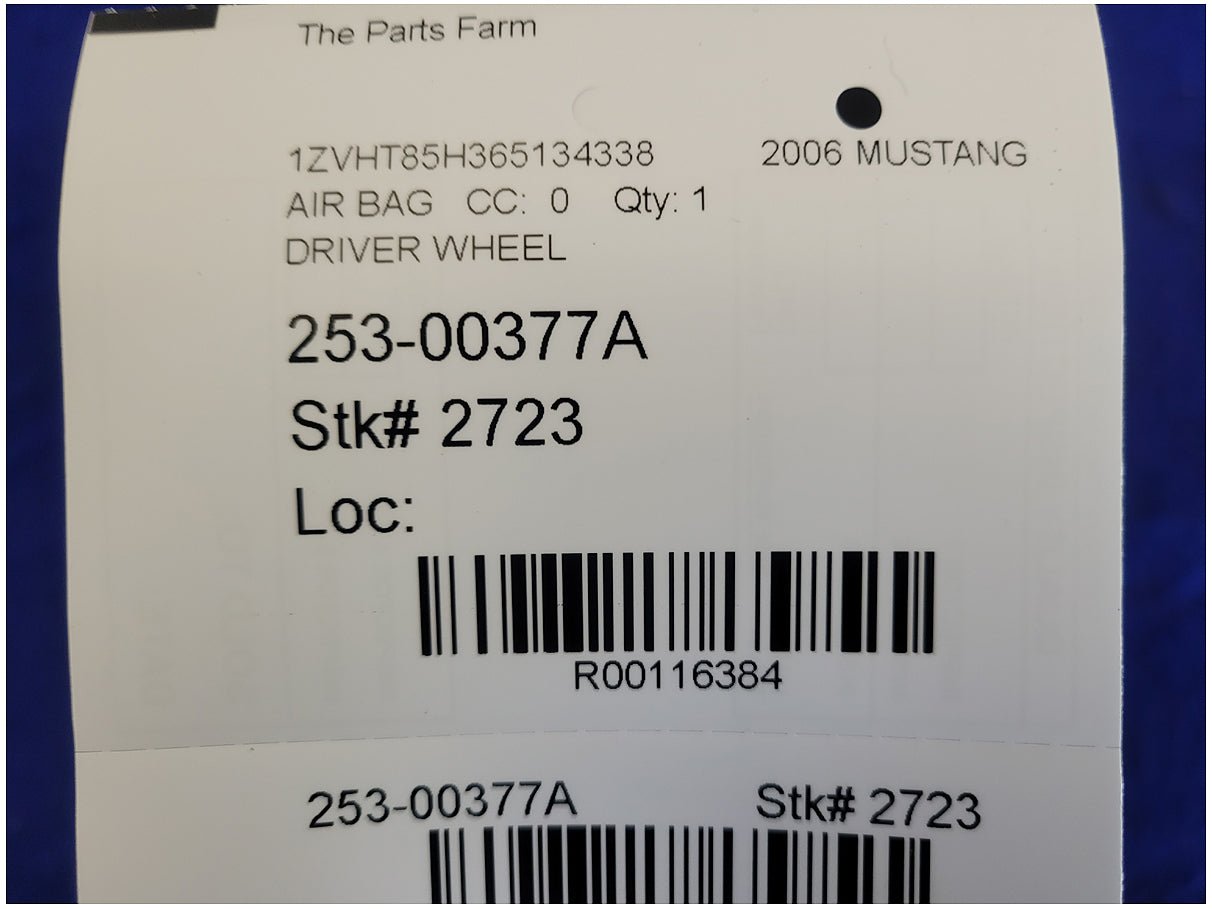 The Parts Farm
1ZVHT85H365134338 2006 MUSTANG
AIR BAG CC: 0 Qty: 1
DRIVER WHEEL
253-00377A
Stk# 2723
Loc:
R00116384
253-00377A Stk# 2723